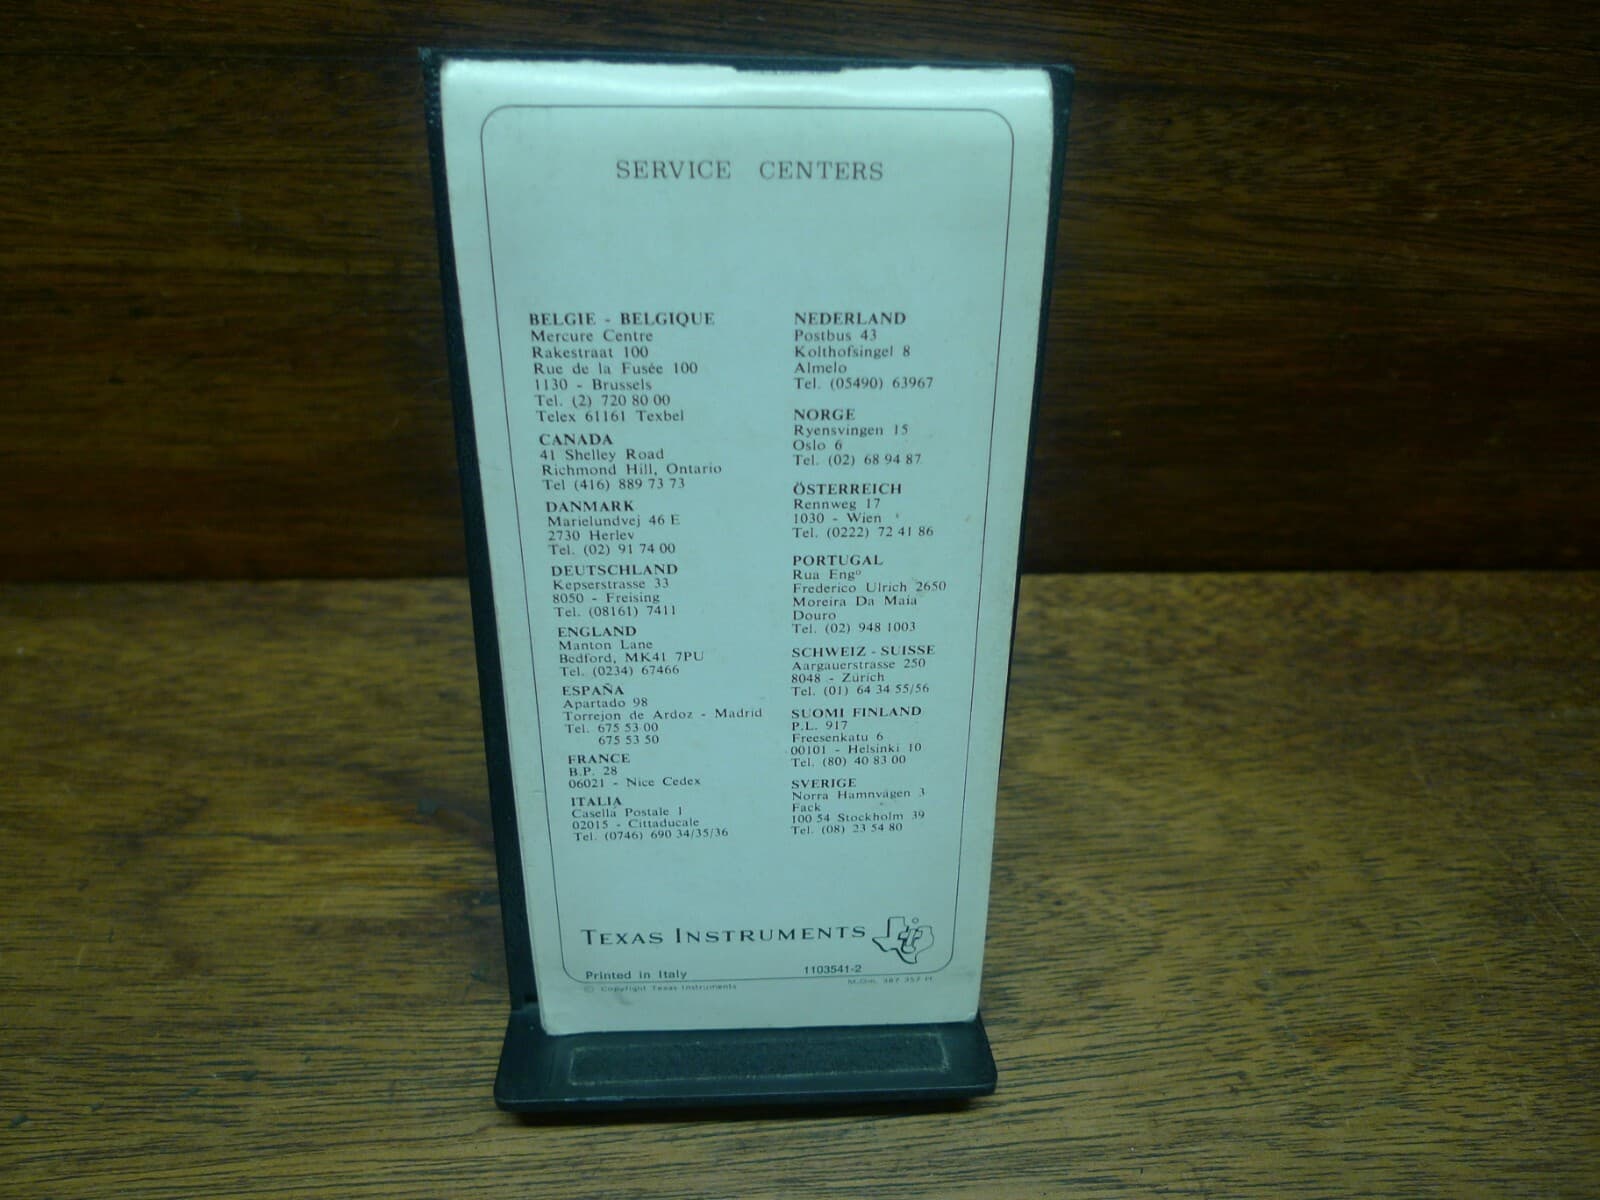 SERVICE CENTERS
BELGIE - BELGIQUE
Mercure Centre
Rakestraat 100
Rue de la Fusée 100
1130 - Brussels
Tel. (2) 720 80 00
Telex 61161 Texbel
CANADA
41 Shelley Road
Richmond Hill, Ontario
Tel (416) 889 73 73
DANMARK
Marielundvej 46 E
2730 Herlev
Tel. (02) 91 74 00
DEUTSCHLAND
Kepserstrasse 33
8050 - Freising
Tel. (08161) 7411
ENGLAND
Manton Lane
Bedford, MK41 7PU
Tel. (0234) 67466
ESPAÑA
Apartado 98
Torrejon de Ardoz - Madrid
Tel. 675 53 00
675 53 50
FRANCE
B.P. 28
06021 - Nice Cedex
ITALIA
Casella Postale 1
02015 - Cittaducale
Tel. (0746) 690 34/35/36
NEDERLAND
Postbus 43
Kolthofsingel 8
Almelo
Tel. (05490) 63967
NORGE
Ryensvingen 15
Oslo 6
Tel. (02) 68 94 87
ÖSTERREICH
Rennweg 17
1030 - Wien
Tel. (0222) 72 41 86
PORTUGAL
Rua Engº
Frederico Ulrich 2650
Moreira Da Maia
Douro
Tel. (02) 948 1003
SCHWEIZ - SUISSE
Aargauerstrasse 250
8048 - Zürich
Tel. (01) 64 34 55/56
SUOMI FINLAND
P.L. 917
Freesenkatu 6
00101 - Helsinki 10
Tel. (80) 40 83 00
SVERIGE
Norra Hamnvägen 3
Fack
100 54 Stockholm 39
Tel. (08) 23 54 80
TEXAS INSTRUMENTS
Printed in Italy
1103541-2
© Copyright Texas Instruments